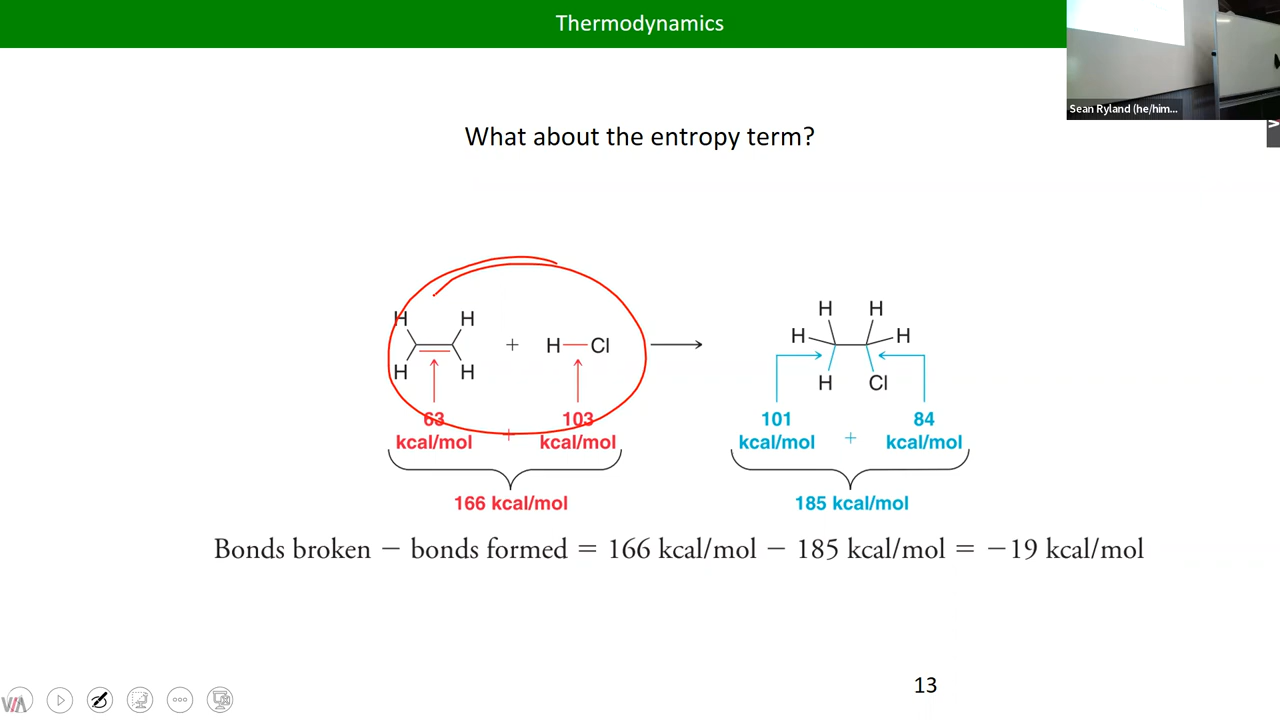 Thermodynamics
Sean Ryland (he/him...
What about the entropy term?
H H H H
H H
H — Cl
+
H H H Cl
63 103 101 84
kcal/mol + kcal/mol kcal/mol + kcal/mol
166 kcal/mol 185 kcal/mol
Bonds broken − bonds formed = 166 kcal/mol − 185 kcal/mol = −19 kcal/mol
13
VIA